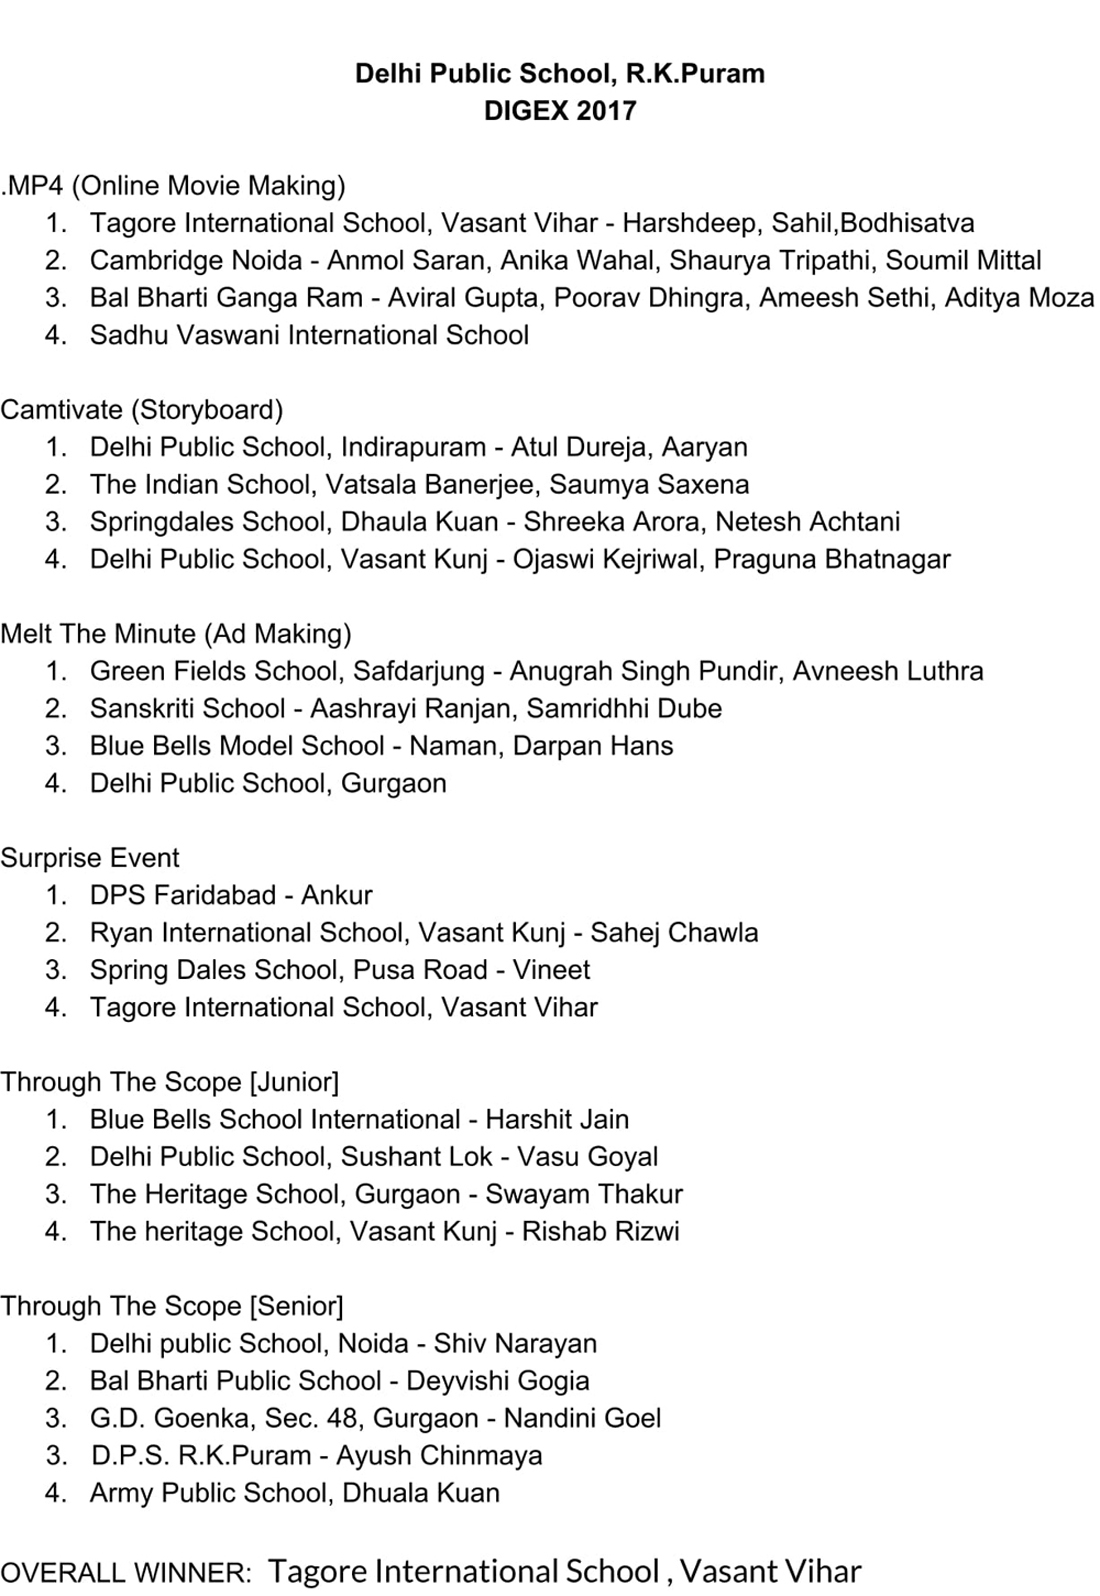 Delhi Public School, R.K.Puram
DIGEX 2017
.MP4 (Online Movie Making)
1. Tagore International School, Vasant Vihar - Harshdeep, Sahil,Bodhisatva
2. Cambridge Noida - Anmol Saran, Anika Wahal, Shaurya Tripathi, Soumil Mittal
3. Bal Bharti Ganga Ram - Aviral Gupta, Poorav Dhingra, Ameesh Sethi, Aditya Moza
4. Sadhu Vaswani International School
Camtivate (Storyboard)
1. Delhi Public School, Indirapuram - Atul Dureja, Aaryan
2. The Indian School, Vatsala Banerjee, Saumya Saxena
3. Springdales School, Dhaula Kuan - Shreeka Arora, Netesh Achtani
4. Delhi Public School, Vasant Kunj - Ojaswi Kejriwal, Praguna Bhatnagar
Melt The Minute (Ad Making)
1. Green Fields School, Safdarjung - Anugrah Singh Pundir, Avneesh Luthra
2. Sanskriti School - Aashrayi Ranjan, Samridhhi Dube
3. Blue Bells Model School - Naman, Darpan Hans
4. Delhi Public School, Gurgaon
Surprise Event
1. DPS Faridabad - Ankur
2. Ryan International School, Vasant Kunj - Sahej Chawla
3. Spring Dales School, Pusa Road - Vineet
4. Tagore International School, Vasant Vihar
Through The Scope [Junior]
1. Blue Bells School International - Harshit Jain
2. Delhi Public School, Sushant Lok - Vasu Goyal
3. The Heritage School, Gurgaon - Swayam Thakur
4. The heritage School, Vasant Kunj - Rishab Rizwi
Through The Scope [Senior]
1. Delhi public School, Noida - Shiv Narayan
2. Bal Bharti Public School - Deyvishi Gogia
3. G.D. Goenka, Sec. 48, Gurgaon - Nandini Goel
3. D.P.S. R.K.Puram - Ayush Chinmaya
4. Army Public School, Dhuala Kuan
OVERALL WINNER: Tagore International School , Vasant Vihar